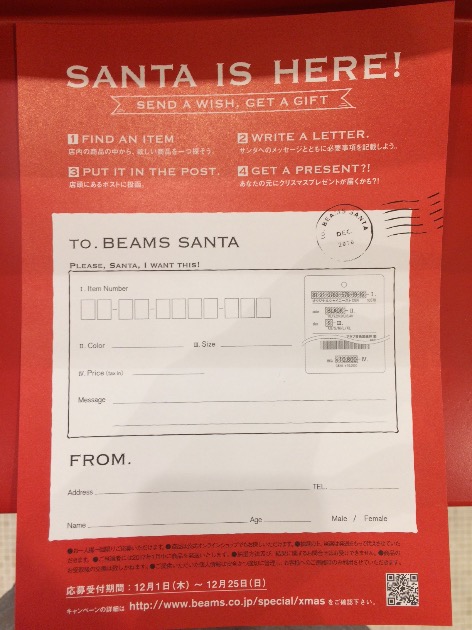 SANTA IS HERE!
SEND A WISH, GET A GIFT
1 FIND AN ITEM
店内の商品の中から、欲しい商品を一つ探そう。
2 WRITE A LETTER.
サンタへのメッセージとともに必要事項を記載しよう。
3 PUT IT IN THE POST.
店頭にあるポストに投函。
4 GET A PRESENT?!
あなたの元にクリスマスプレゼントが届くかも?!
TO. BEAMS SANTA
DEC.
2016
TO. BEAMS SANTA
PLEASE, SANTA, I WANT THIS!
I. Item Number
BLACK
II. Color
III. Size
¥10,800
IV. Price (tax in)
Message
FROM.
Address
TEL.
Name
Age
Male / Female
応募受付期間:12月1日(木) ～ 12月25日(日)
キャンペーンの詳細は http://www.beams.co.jp/special/xmas をご確認下さい。